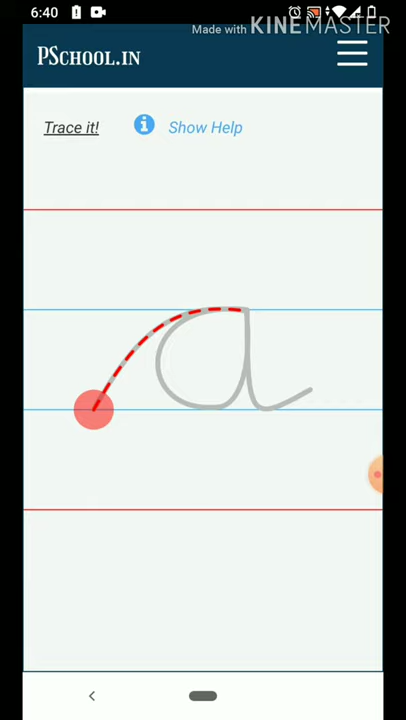 6:40
Made with KINEMASTER
PSCHOOL.IN
Trace it!
Show Help
a